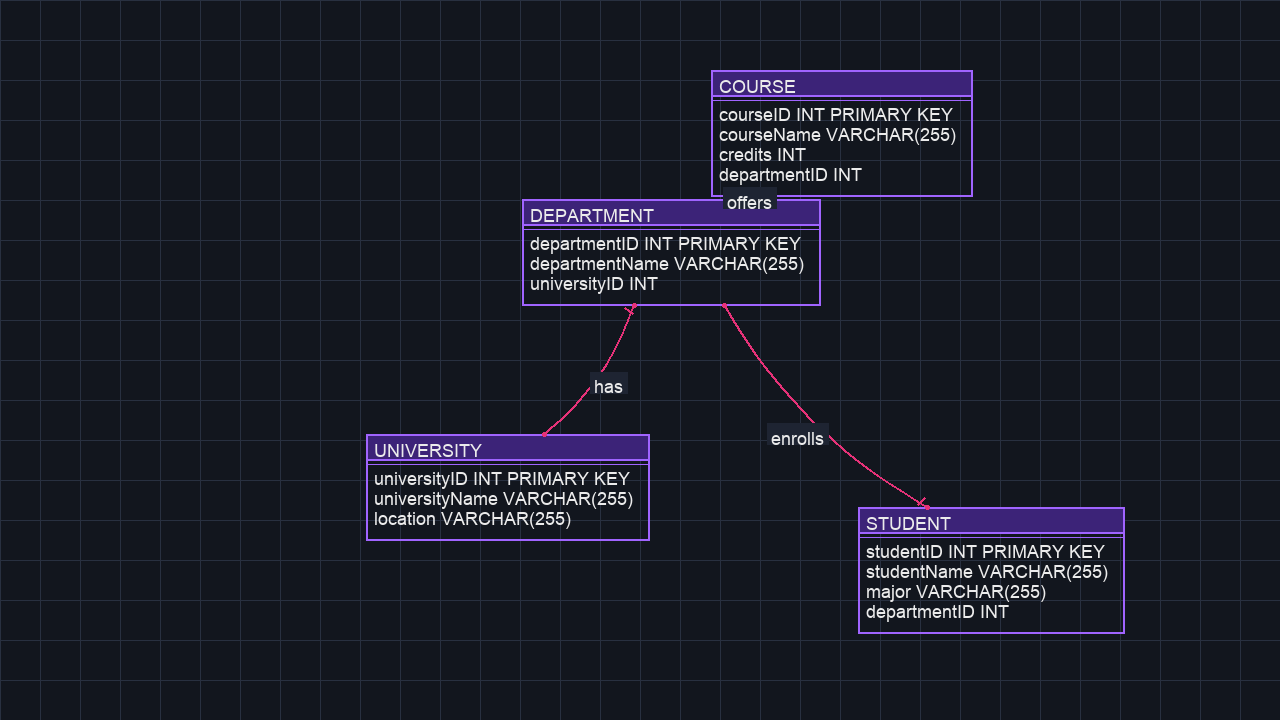 COURSE
courseID INT PRIMARY KEY
courseName VARCHAR(255)
credits INT
departmentID INT
offers
DEPARTMENT
departmentID INT PRIMARY KEY
departmentName VARCHAR(255)
universityID INT
has
enrolls
UNIVERSITY
universityID INT PRIMARY KEY
universityName VARCHAR(255)
location VARCHAR(255)
STUDENT
studentID INT PRIMARY KEY
studentName VARCHAR(255)
major VARCHAR(255)
departmentID INT